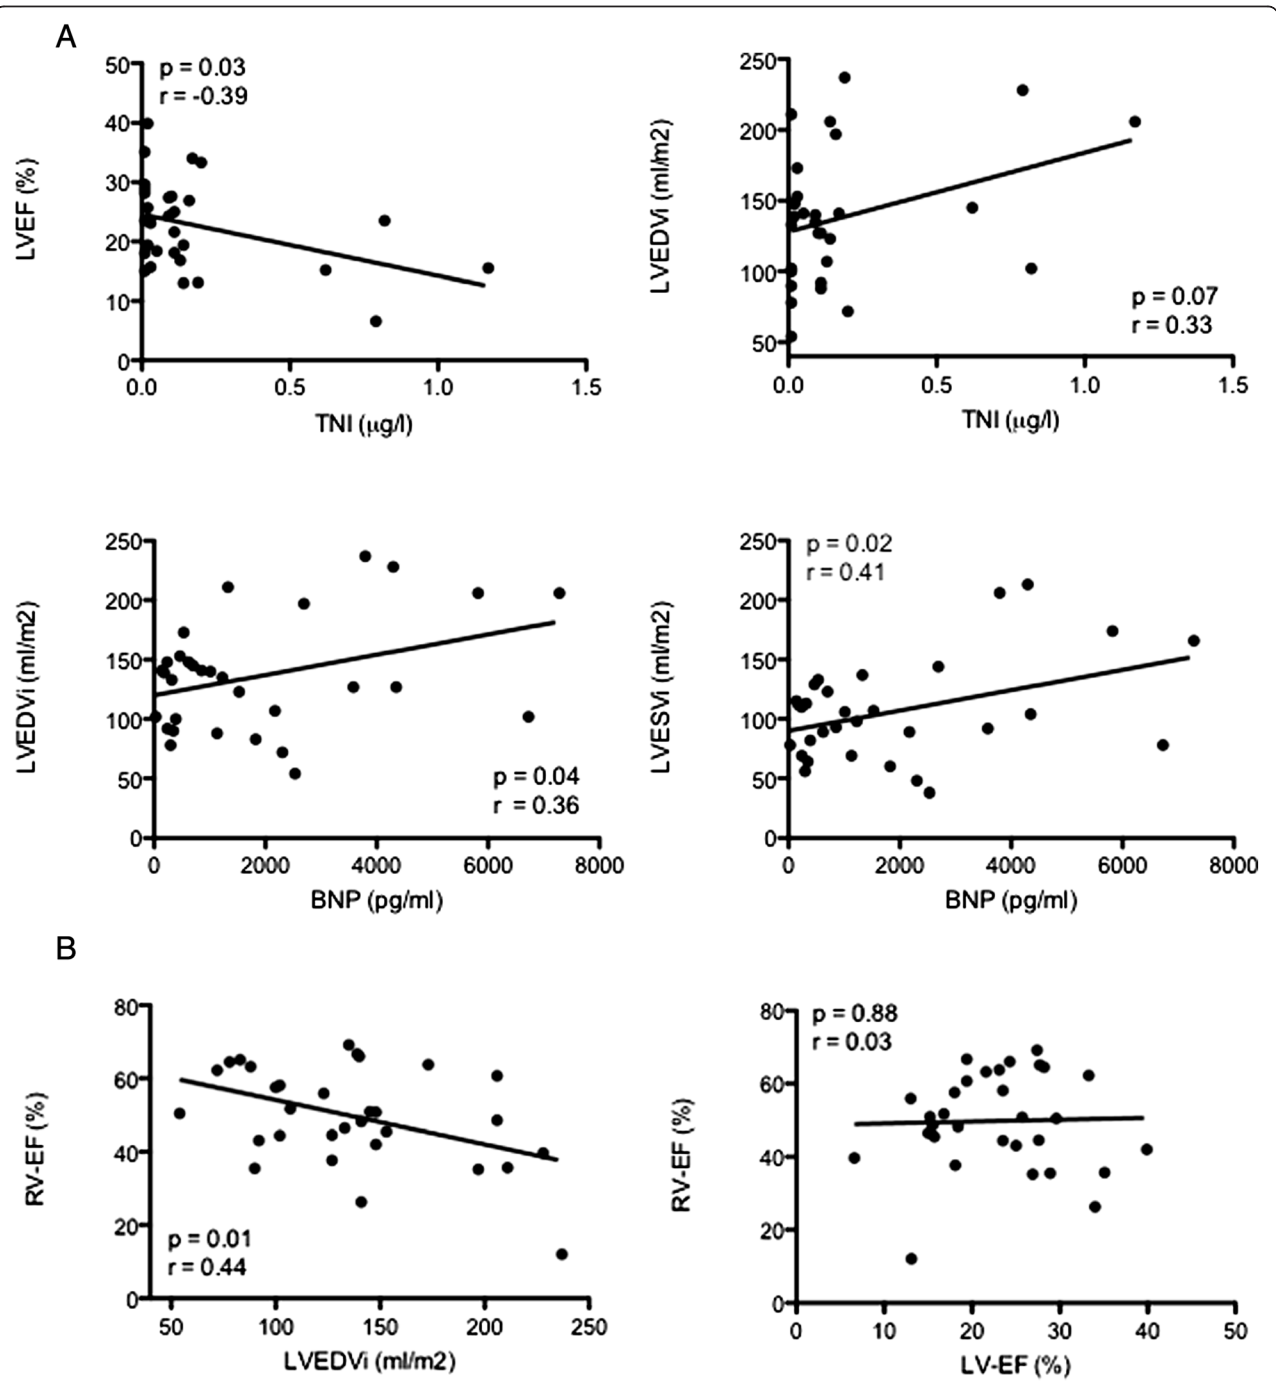 A
p = 0.03
r = -0.39
LVEF (%)
50
40
30
20
10
0
0.0 0.5 1.0 1.5
TNI (μg/l)
LVEDVi (ml/m2)
250
200
150
100
50
p = 0.07
r = 0.33
0.0 0.5 1.0 1.5
TNI (μg/l)
LVEDVi (ml/m2)
250
200
150
100
50
0
p = 0.04
r = 0.36
0 2000 4000 6000 8000
BNP (pg/ml)
p = 0.02
r = 0.41
LVESVi (ml/m2)
250
200
150
100
50
0
0 2000 4000 6000 8000
BNP (pg/ml)
B
RV-EF (%)
80
60
40
20
0
p = 0.01
r = 0.44
50 100 150 200 250
LVEDVi (ml/m2)
p = 0.88
r = 0.03
RV-EF (%)
80
60
40
20
0
0 10 20 30 40 50
LV-EF (%)